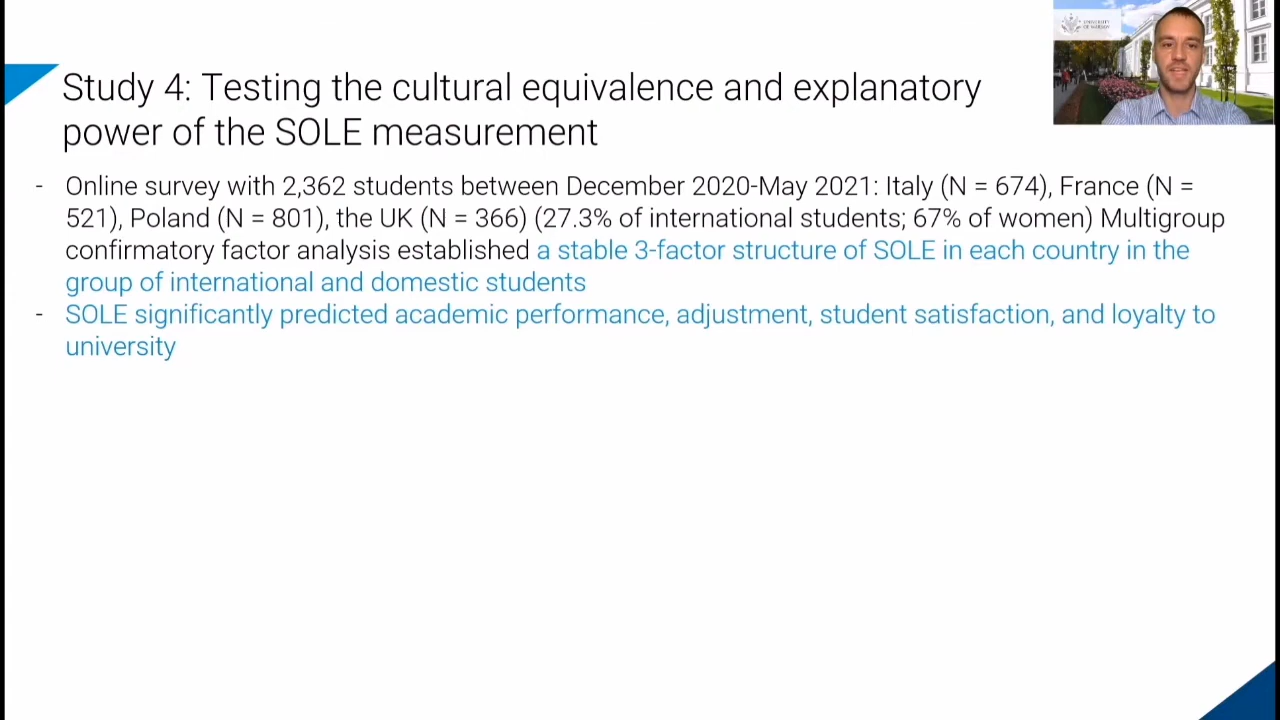 UNIVERSITY
OF WARSAW
Study 4: Testing the cultural equivalence and explanatory
power of the SOLE measurement
- Online survey with 2,362 students between December 2020-May 2021: Italy (N = 674), France (N =
521), Poland (N = 801), the UK (N = 366) (27.3% of international students; 67% of women) Multigroup
confirmatory factor analysis established a stable 3-factor structure of SOLE in each country in the
group of international and domestic students
- SOLE significantly predicted academic performance, adjustment, student satisfaction, and loyalty to
university